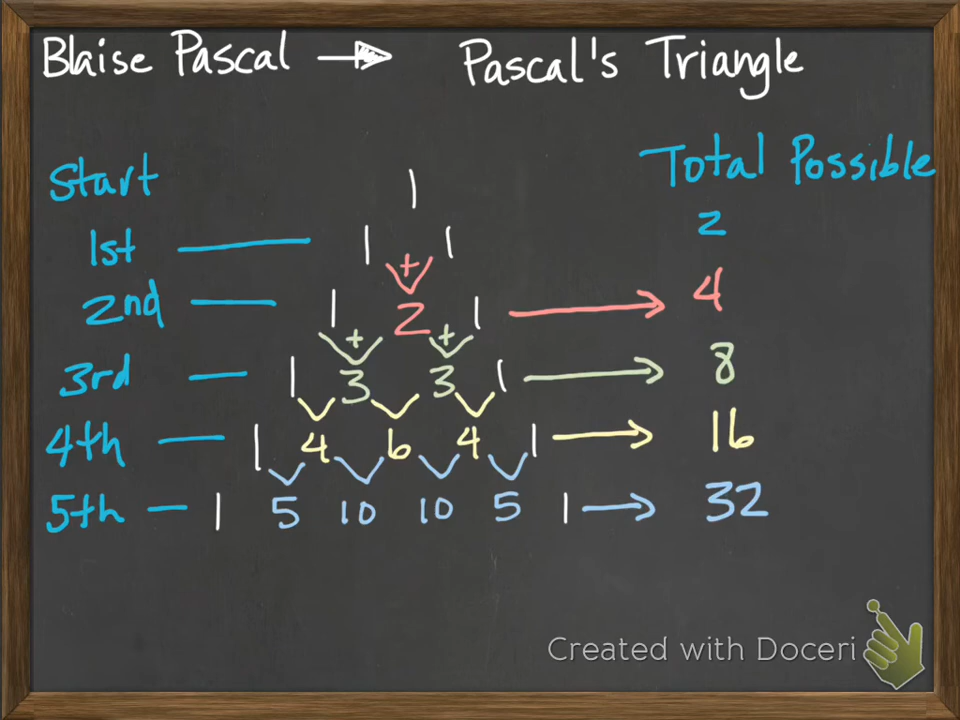 Blaise Pascal → Pascal's Triangle
Total Possible
Start 1
1st 1 1 2
+
2nd 1 2 1 → 4
+ +
3rd 1 3 3 1 → 8
4th 1 4 6 4 1 → 16
5th 1 5 10 10 5 1 → 32
Created with Doceri